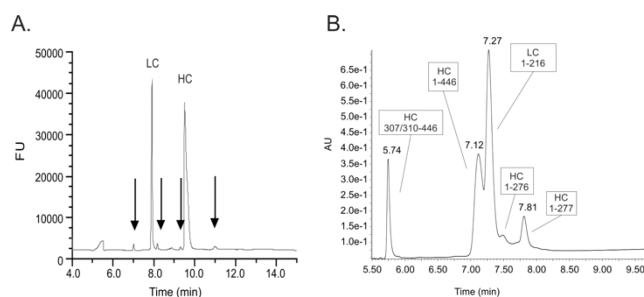 A.
FU
50000
40000
30000
20000
10000
0
LC
HC
4.0 6.0 8.0 10.0 12.0 14.0
Time (min)
B.
AU
6.5e-1
6.0e-1
5.5e-1
5.0e-1
4.5e-1
4.0e-1
3.5e-1
3.0e-1
2.5e-1
2.0e-1
1.5e-1
1.0e-1
HC
307/310-446
5.74
HC
1-446
7.12
7.27
LC
1-216
HC
1-276
HC
1-277
7.81
5.50 6.00 6.50 7.00 7.50 8.00 8.50 9.00 9.50
Time (min)